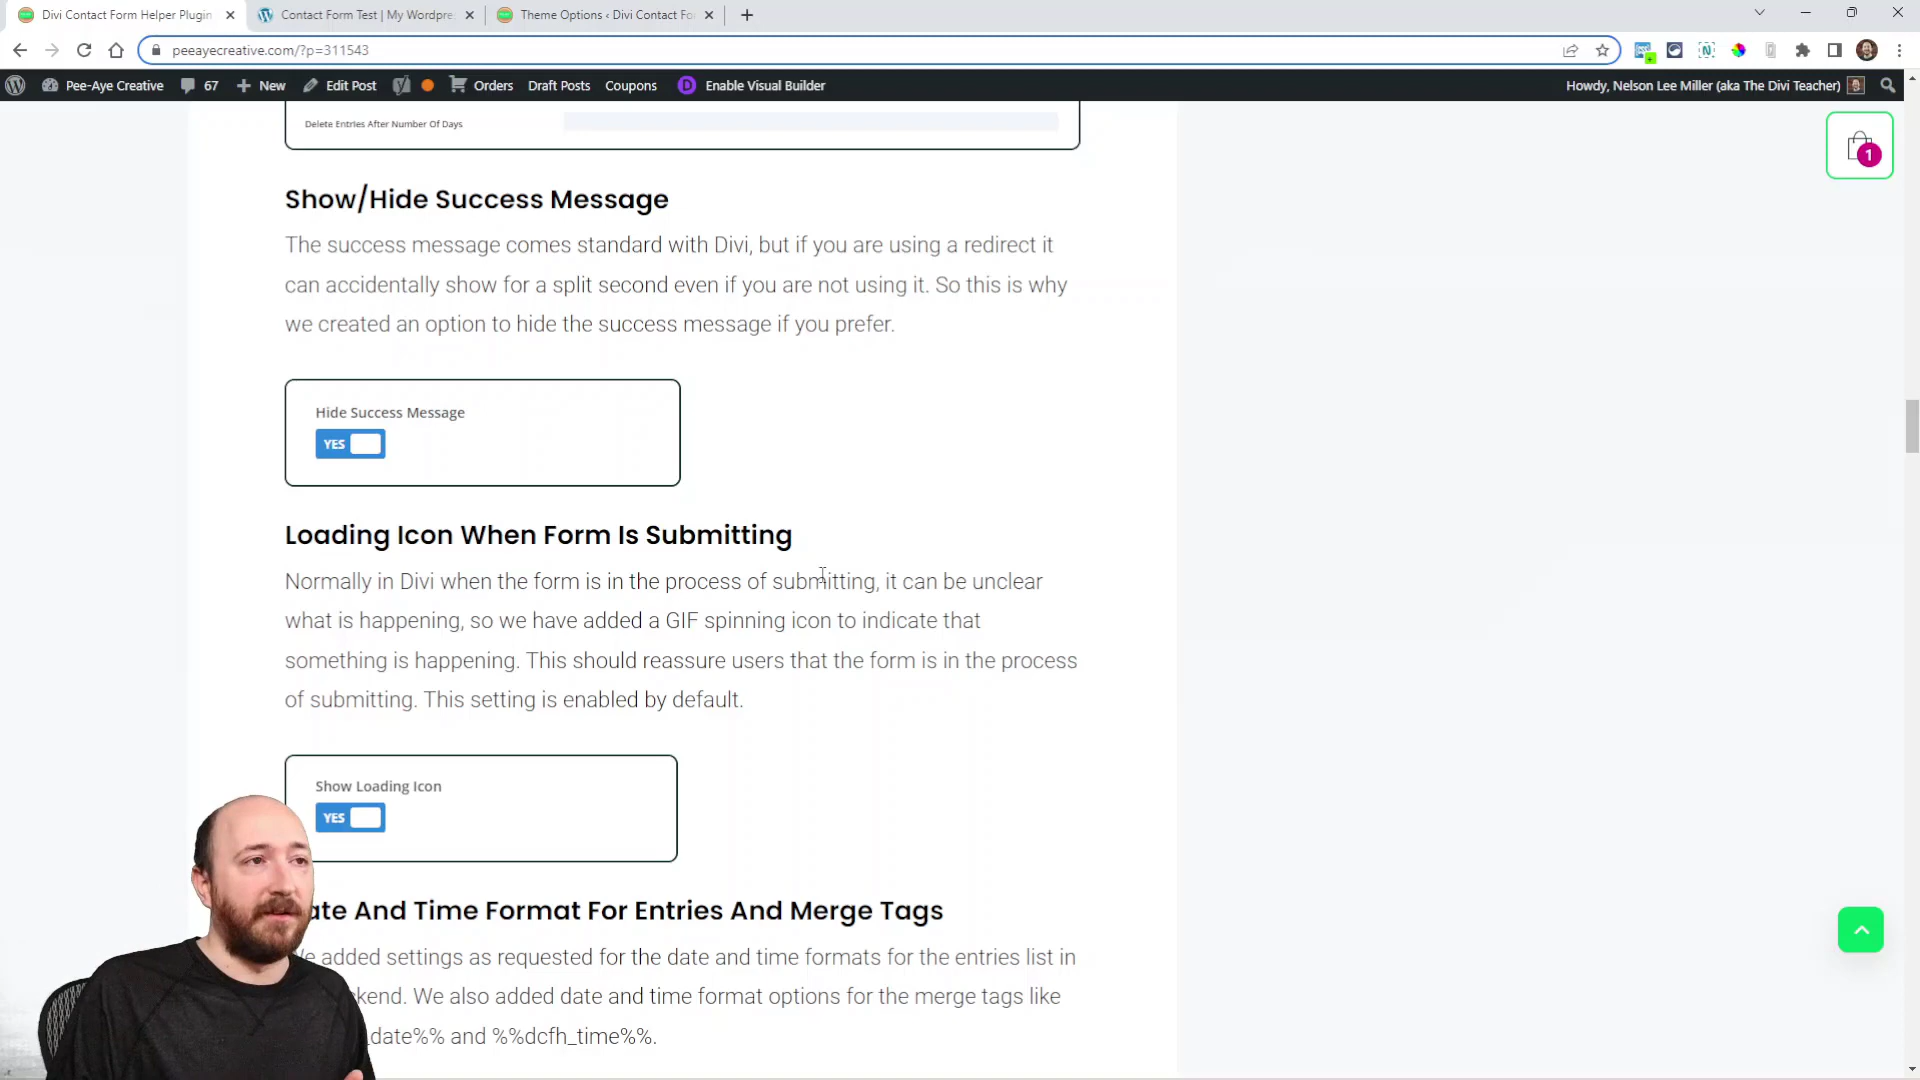 Divi Contact Form Helper Plugin
Contact Form Test | My Wordpre
Theme Options ‹ Divi Contact Fo
peeayecreative.com/?p=311543
Pee-Aye Creative 67 New Edit Post Orders Draft Posts Coupons Enable Visual Builder Howdy, Nelson Lee Miller (aka The Divi Teacher)
1
Delete Entries After Number Of Days
Show/Hide Success Message
The success message comes standard with Divi, but if you are using a redirect it
can accidentally show for a split second even if you are not using it. So this is why
we created an option to hide the success message if you prefer.
Hide Success Message
YES
Loading Icon When Form Is Submitting
Normally in Divi when the form is in the process of submitting, it can be unclear
what is happening, so we have added a GIF spinning icon to indicate that
something is happening. This should reassure users that the form is in the process
of submitting. This setting is enabled by default.
Show Loading Icon
YES
ate And Time Format For Entries And Merge Tags
We added settings as requested for the date and time formats for the entries list in
kend. We also added date and time format options for the merge tags like
_date%% and %%dcfh_time%%.